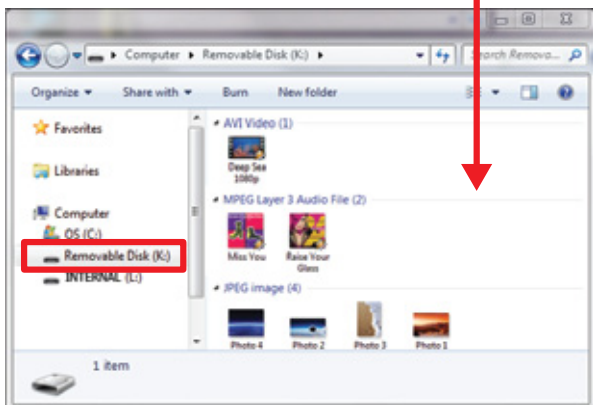 Computer ▸ Removable Disk (K:) ▸
Search Remova...
Organize Share with Burn New folder
Favorites
Libraries
Computer
OS (C:)
Removable Disk (K:)
INTERNAL (L:)
AVI Video (1)
Deep Sea
1080p
MPEG Layer 3 Audio File (2)
Miss You
Raise Your
Glass
JPEG image (4)
Photo 4
Photo 2
Photo 3
Photo 1
1 item